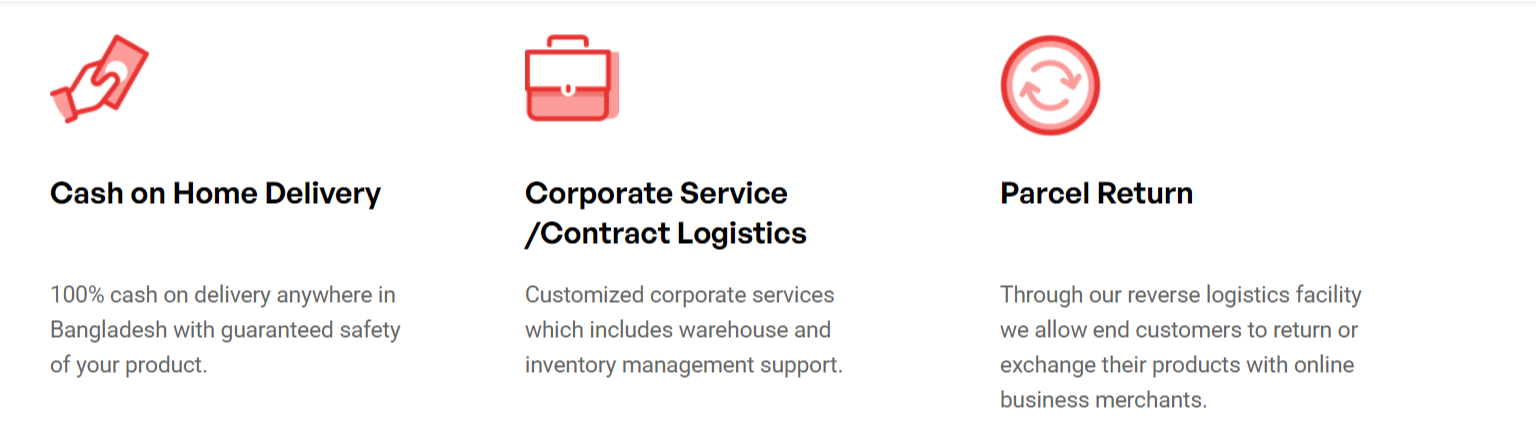 Cash on Home Delivery
100% cash on delivery anywhere in
Bangladesh with guaranteed safety
of your product.
Corporate Service
/Contract Logistics
Customized corporate services
which includes warehouse and
inventory management support.
Parcel Return
Through our reverse logistics facility
we allow end customers to return or
exchange their products with online
business merchants.